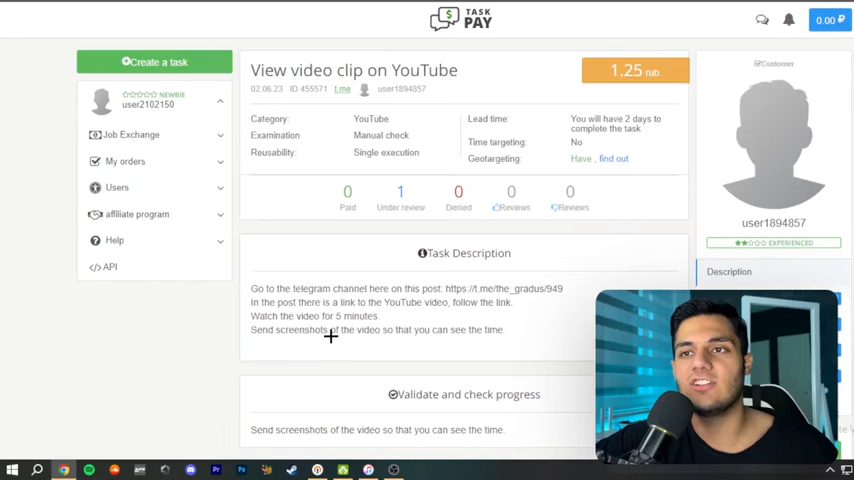 TASK
PAY
0.00 ₽
Create a task
NEWBIE
user2102150
Job Exchange
My orders
Users
affiliate program
Help
</> API
View video clip on YouTube
1.25 rub.
02.06.23 ID 455571 t.me user1894857
Category: YouTube
Examination Manual check
Reusability: Single execution
Lead time: You will have 2 days to
complete the task
Time targeting: No
Geotargeting: Have , find out
0 1 0 0 0
Paid Under review Denied Reviews Reviews
Task Description
Go to the telegram channel here on this post: https://t.me/the_gradus/949
In the post there is a link to the YouTube video, follow the link.
Watch the video for 5 minutes.
Send screenshots of the video so that you can see the time.
Validate and check progress
Send screenshots of the video so that you can see the time.
Customer
user1894857
EXPERIENCED
Description